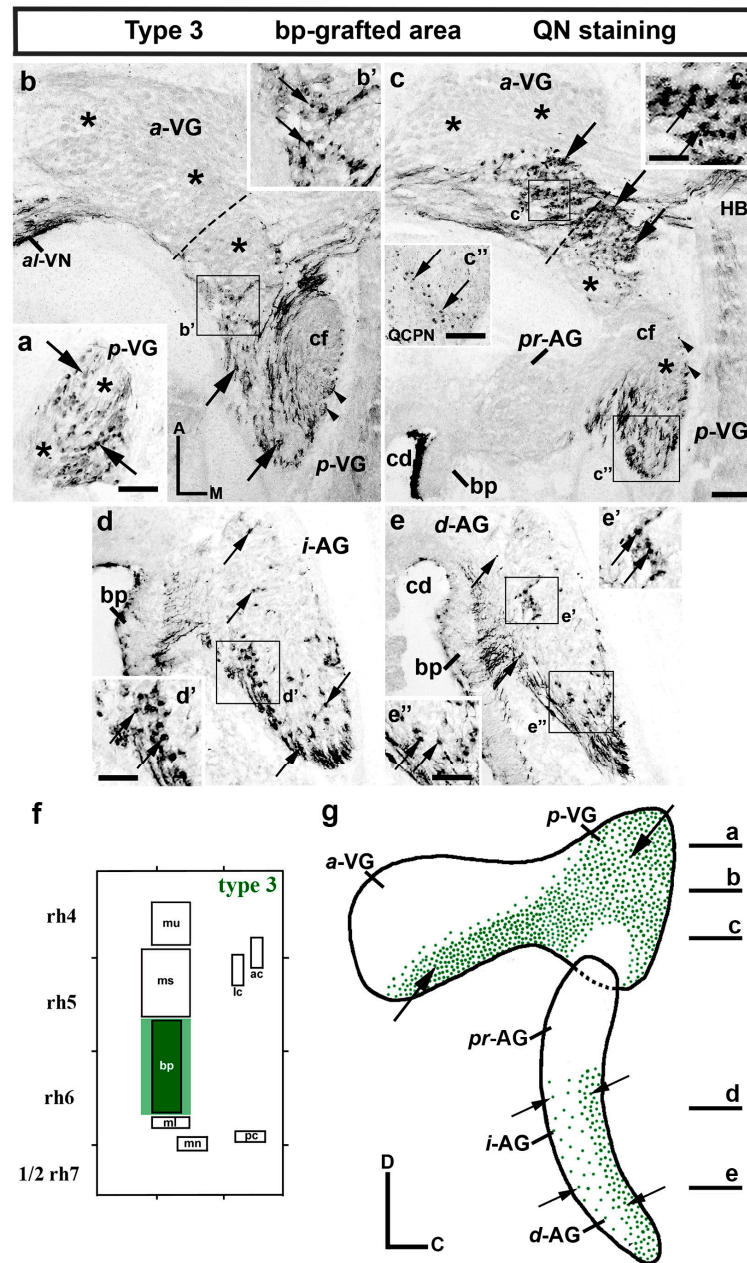 Type 3 bp-grafted area QN staining
b
a-VG
b'
al-VN
b'
cf
p-VG
A
M
a
p-VG
c
a-VG
c'
c'
HB
c''
QCPN
pr-AG
cf
p-VG
cd
bp
c''
d
i-AG
bp
d'
d'
e
d-AG
e'
cd
e'
bp
e''
e''
f
type 3
rh4
mu
ac
lc
rh5
ms
bp
rh6
ml
mn
pc
1/2 rh7
g
p-VG
a-VG
a
b
c
pr-AG
d
i-AG
e
d-AG
D
C